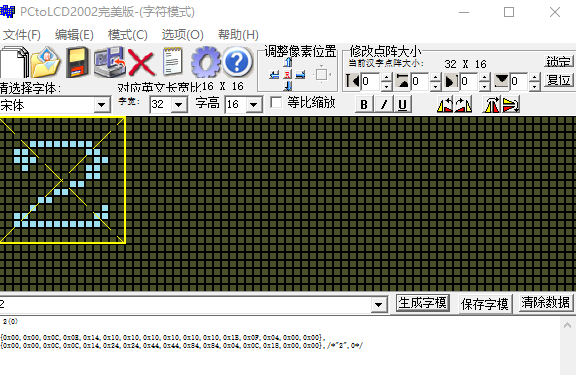 PCtoLCD2002完美版-(字符模式)
文件(F) 编辑(E) 模式(C) 选项(O) 帮助(H)
调整像素位置
修改点阵大小
当前汉字点阵大小: 32 X 16
0 0 0 0
锁定
复位
请选择字体: 对应英文长宽比16 X 16
宋体 字宽: 32 字高 16 等比缩放
B I U
2
生成字模 保存字模 清除数据
2(0)
{0x00,0x00,0x0C,0x0E,0x14,0x10,0x10,0x10,0x10,0x10,0x10,0x1B,0x0F,0x04,0x00,0x00},
{0x00,0x00,0x0C,0x0C,0x14,0x24,0x24,0x44,0x44,0x84,0x84,0x04,0x0C,0x18,0x00,0x00},/*"2",0*/